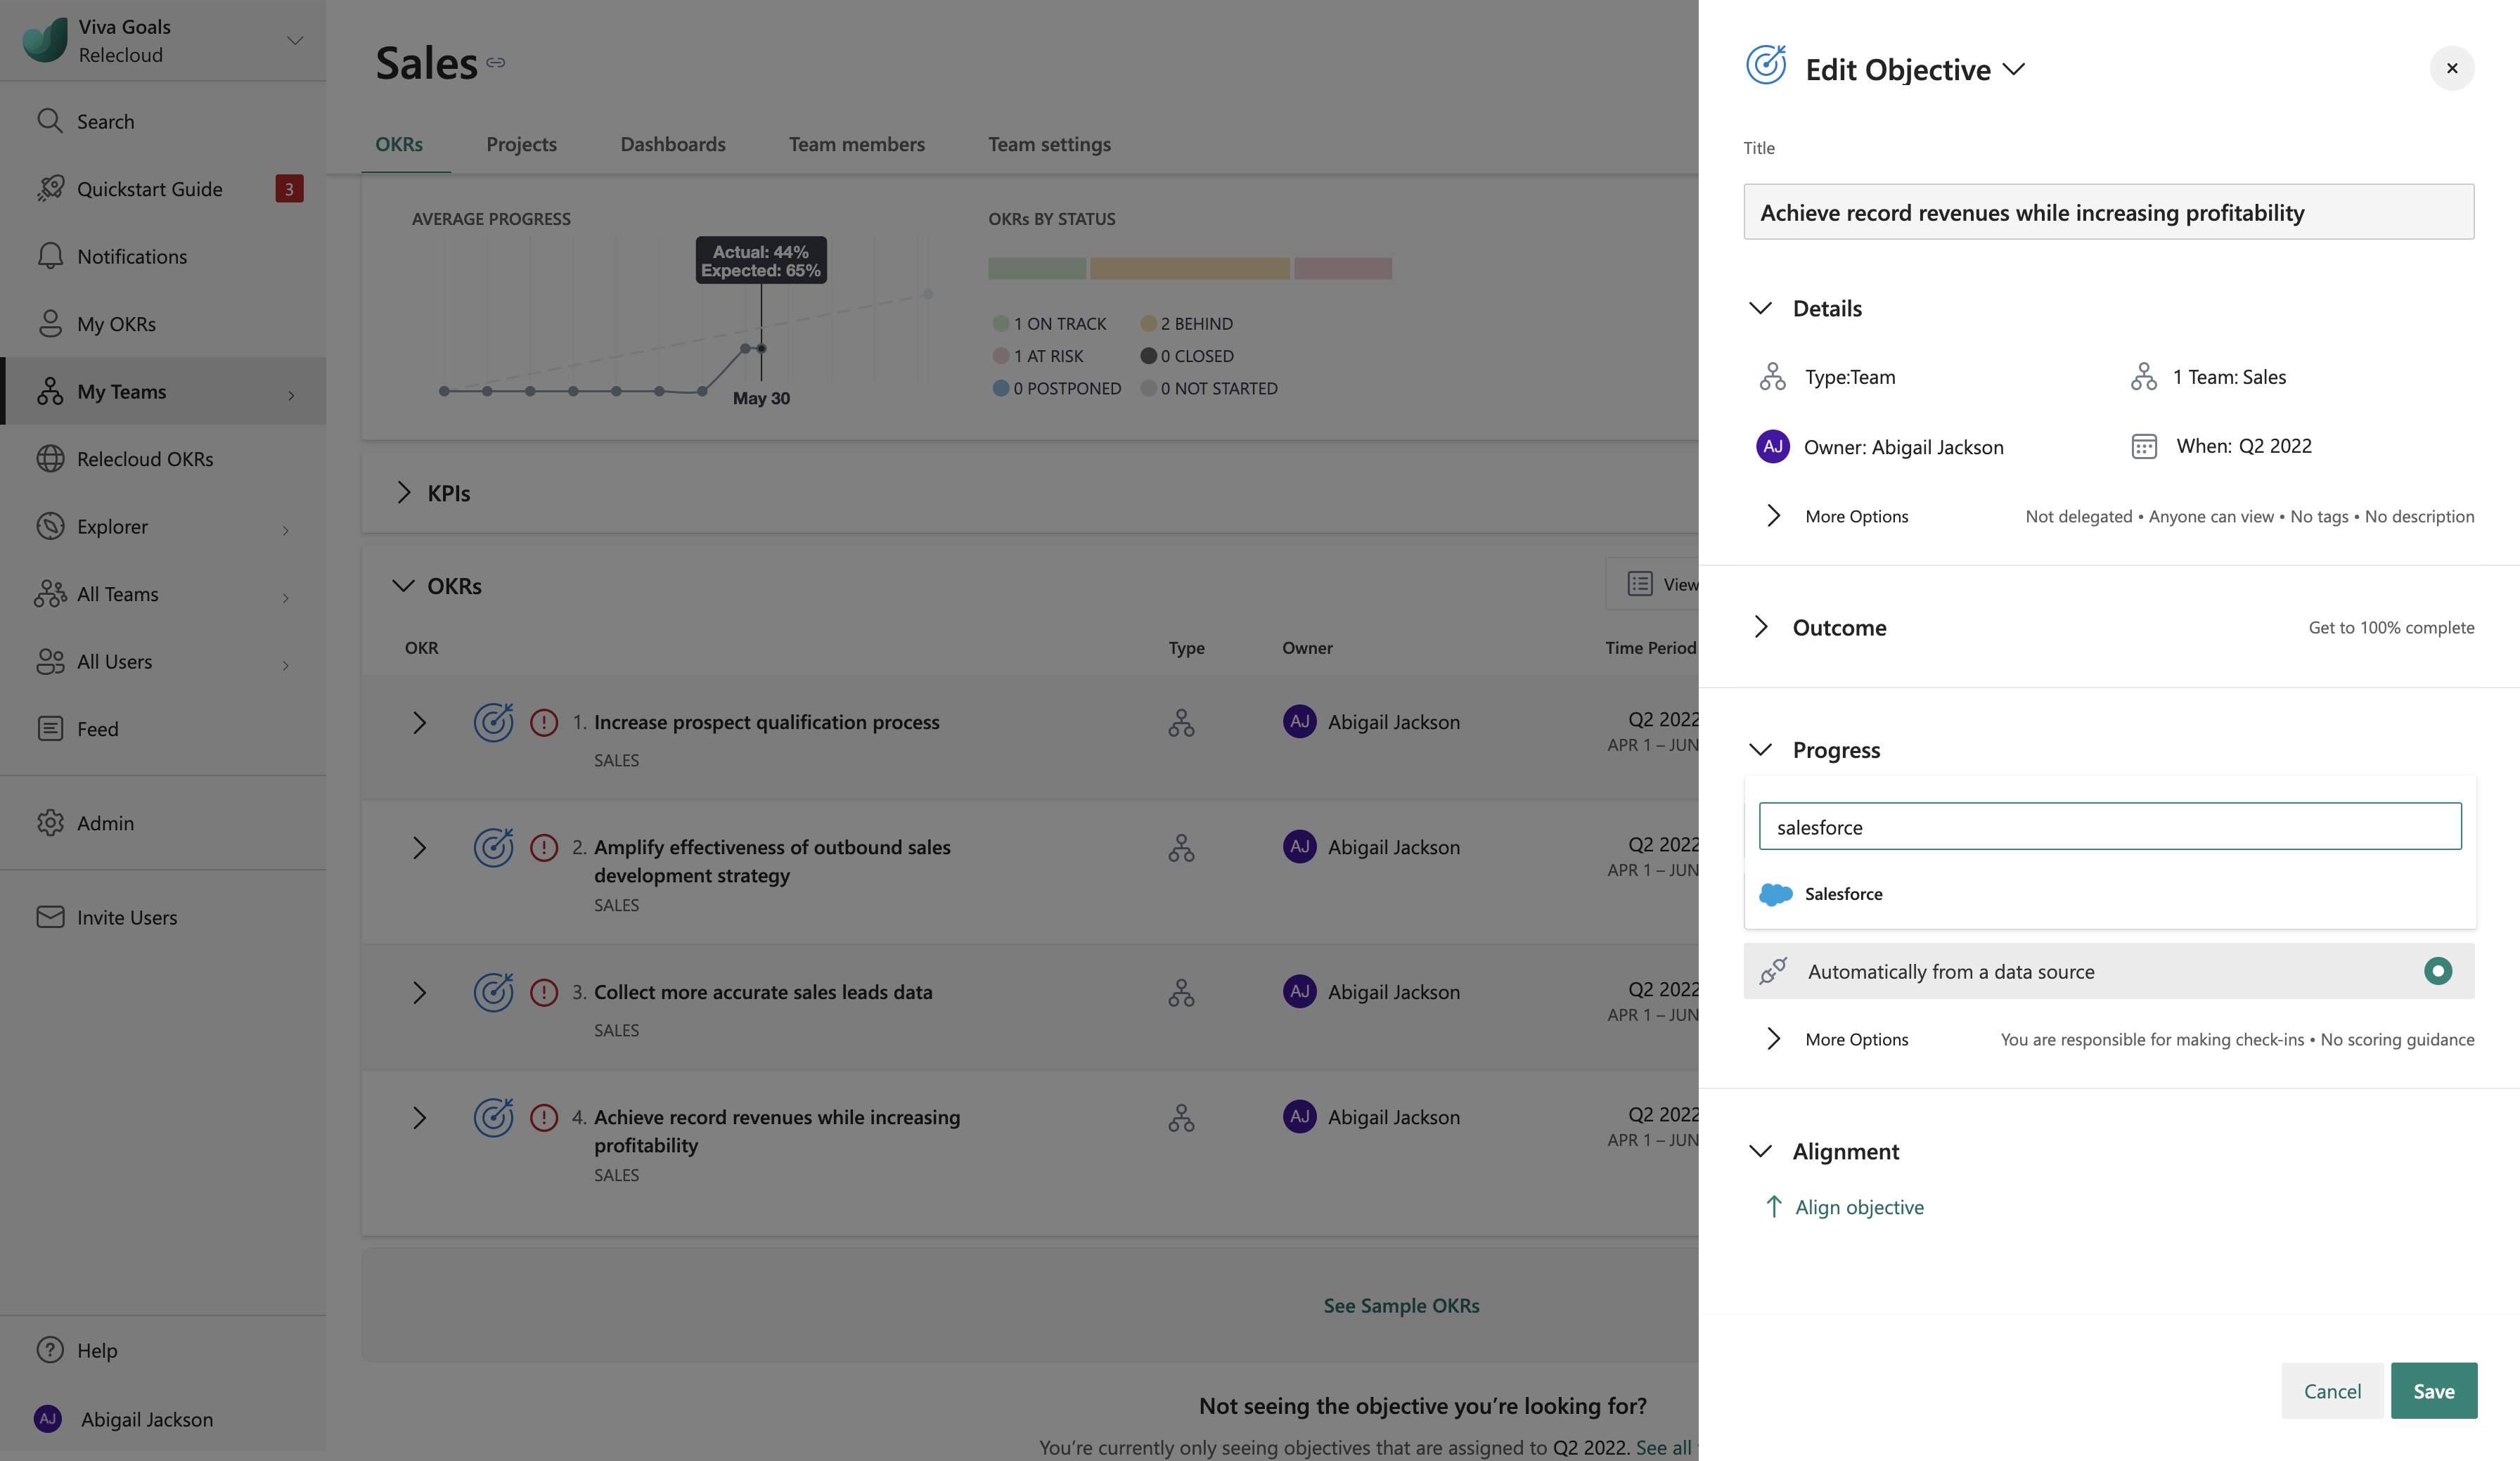 Viva Goals
Relecloud
Search
Quickstart Guide 3
Notifications
My OKRs
My Teams
Relecloud OKRs
Explorer
All Teams
All Users
Feed
Admin
Invite Users
Help
AJ Abigail Jackson
Sales
OKRs Projects Dashboards Team members Team settings
AVERAGE PROGRESS
Actual: 44%
Expected: 65%
May 30
OKRs BY STATUS
1 ON TRACK 2 BEHIND
1 AT RISK 0 CLOSED
0 POSTPONED 0 NOT STARTED
KPIs
OKRs
View
OKR Type Owner Time Period
1. Increase prospect qualification process AJ Abigail Jackson Q2 2022
SALES APR 1 – JUN
2. Amplify effectiveness of outbound sales AJ Abigail Jackson Q2 2022
development strategy APR 1 – JUN
SALES
3. Collect more accurate sales leads data AJ Abigail Jackson Q2 2022
SALES APR 1 – JUN
4. Achieve record revenues while increasing AJ Abigail Jackson Q2 2022
profitability APR 1 – JUN
SALES
See Sample OKRs
Not seeing the objective you’re looking for?
You’re currently only seeing objectives that are assigned to Q2 2022. See all
Edit Objective
Title
Achieve record revenues while increasing profitability
Details
Type:Team 1 Team: Sales
AJ Owner: Abigail Jackson When: Q2 2022
More Options Not delegated • Anyone can view • No tags • No description
Outcome Get to 100% complete
Progress
salesforce
Salesforce
Automatically from a data source
More Options You are responsible for making check-ins • No scoring guidance
Alignment
Align objective
Cancel Save